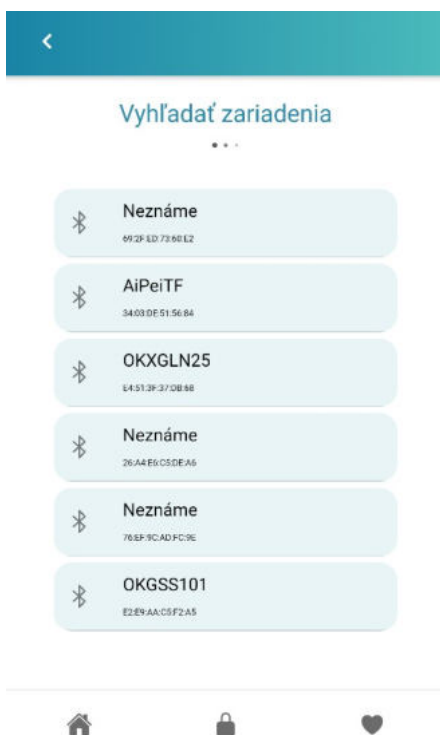 Vyhľadať zariadenia
Neznáme
69:2F:ED:73:60:E2
AiPeiTF
34:03:DE:51:56:84
OKXGLN25
E4:51:3F:37:DB:68
Neznáme
26:A4:E6:C5:DE:A6
Neznáme
76:EF:9C:AD:FC:9E
OKGSS101
E2:E9:AA:C5:F2:A5